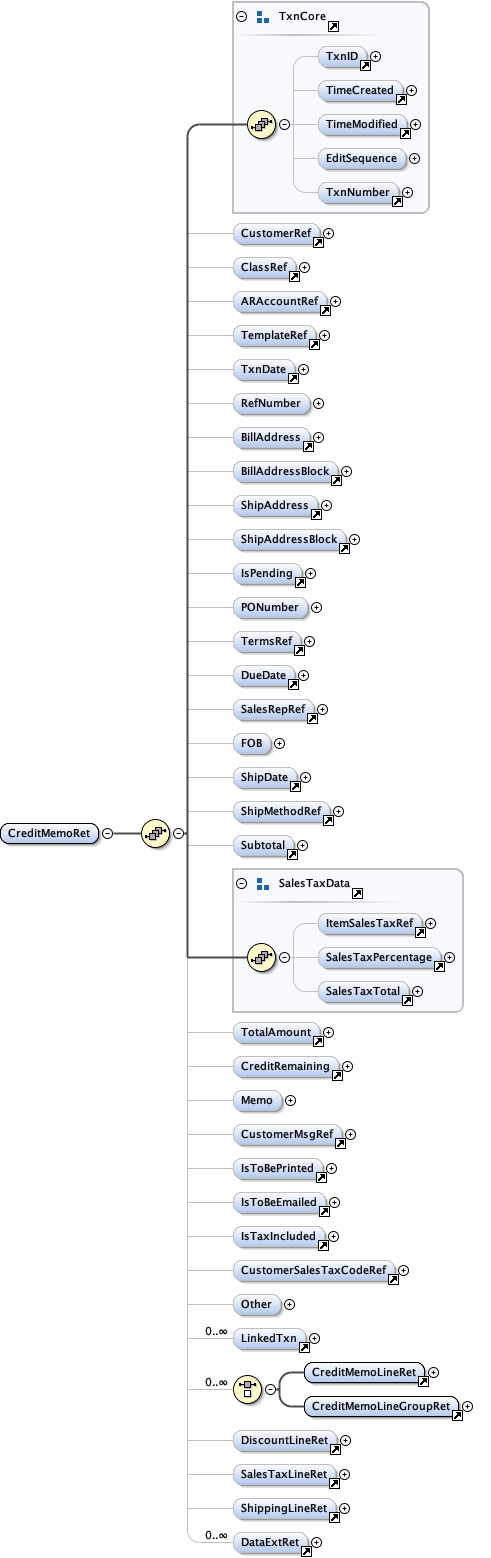 TxnCore
TxnID
TimeCreated
TimeModified
EditSequence
TxnNumber
CustomerRef
ClassRef
ARAccountRef
TemplateRef
TxnDate
RefNumber
BillAddress
BillAddressBlock
ShipAddress
ShipAddressBlock
IsPending
PONumber
TermsRef
DueDate
SalesRepRef
FOB
ShipDate
ShipMethodRef
CreditMemoRet
Subtotal
SalesTaxData
ItemSalesTaxRef
SalesTaxPercentage
SalesTaxTotal
TotalAmount
CreditRemaining
Memo
CustomerMsgRef
IsToBePrinted
IsToBeEmailed
IsTaxIncluded
CustomerSalesTaxCodeRef
Other
0..∞ LinkedTxn
0..∞
CreditMemoLineRet
CreditMemoLineGroupRet
DiscountLineRet
SalesTaxLineRet
ShippingLineRet
0..∞ DataExtRet